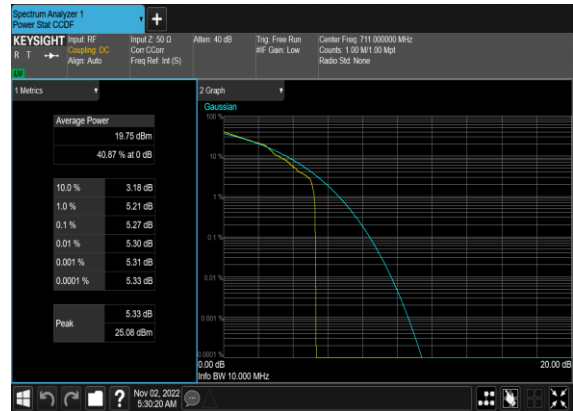 Spectrum Analyzer 1
Power Stat CCDF
KEYSIGHT
R T
LW
Input: RF
Coupling: DC
Align: Auto
Input Z: 50 Ω
Corr CCorr
Freq Ref: Int (S)
Atten: 40 dB
Trig: Free Run
#IF Gain: Low
Center Freq: 711.000000 MHz
Counts: 1.00 M/1.00 Mpt
Radio Std: None
1 Metrics
Average Power
19.75 dBm
40.87 % at 0 dB
10.0 % 3.18 dB
1.0 % 5.21 dB
0.1 % 5.27 dB
0.01 % 5.30 dB
0.001 % 5.31 dB
0.0001 % 5.33 dB
Peak
5.33 dB
25.08 dBm
2 Graph
Gaussian
100 %
10 %
1 %
0.1 %
0.01 %
0.001 %
0.0001 %
0.00 dB
20.00 dB
Info BW 10.000 MHz
?
Nov 02, 2022
5:30:20 AM